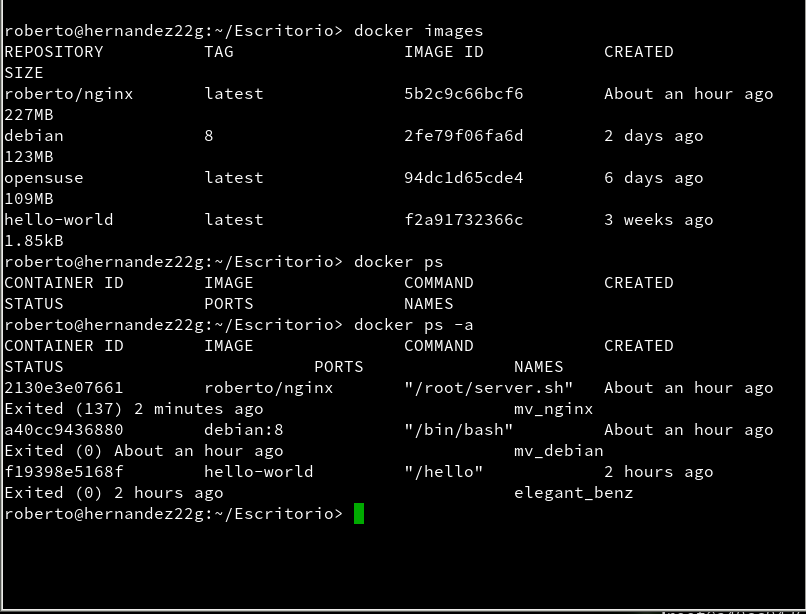 roberto@hernandez22g:~/Escritorio> docker images
REPOSITORY          TAG                 IMAGE ID            CREATED
SIZE
roberto/nginx       latest              5b2c9c66bcf6        About an hour ago
227MB
debian              8                   2fe79f06fa6d        2 days ago
123MB
opensuse            latest              94dc1d65cde4        6 days ago
109MB
hello-world         latest              f2a91732366c        3 weeks ago
1.85kB
roberto@hernandez22g:~/Escritorio> docker ps
CONTAINER ID        IMAGE               COMMAND             CREATED
STATUS              PORTS               NAMES
roberto@hernandez22g:~/Escritorio> docker ps -a
CONTAINER ID        IMAGE               COMMAND             CREATED
STATUS                         PORTS               NAMES
2130e3e07661        roberto/nginx       "/root/server.sh"   About an hour ago
Exited (137) 2 minutes ago                         mv_nginx
a40cc9436880        debian:8            "/bin/bash"         About an hour ago
Exited (0) About an hour ago                       mv_debian
f19398e5168f        hello-world         "/hello"            2 hours ago
Exited (0) 2 hours ago                             elegant_benz
roberto@hernandez22g:~/Escritorio>